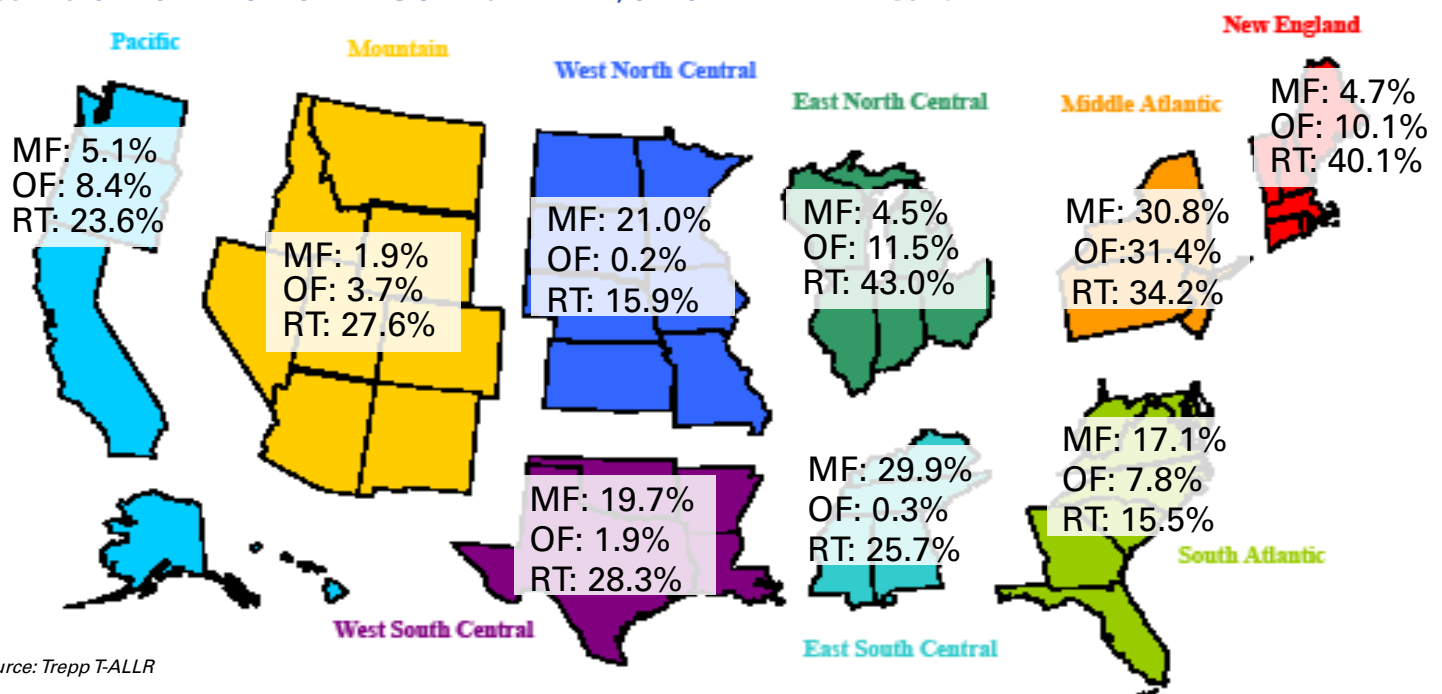 Pacific
MF: 5.1%
OF: 8.4%
RT: 23.6%
Mountain
MF: 1.9%
OF: 3.7%
RT: 27.6%
West North Central
MF: 21.0%
OF: 0.2%
RT: 15.9%
East North Central
MF: 4.5%
OF: 11.5%
RT: 43.0%
Middle Atlantic
MF: 30.8%
OF:31.4%
RT: 34.2%
New England
MF: 4.7%
OF: 10.1%
RT: 40.1%
West South Central
MF: 19.7%
OF: 1.9%
RT: 28.3%
East South Central
MF: 29.9%
OF: 0.3%
RT: 25.7%
South Atlantic
MF: 17.1%
OF: 7.8%
RT: 15.5%
Trepp T-ALLR